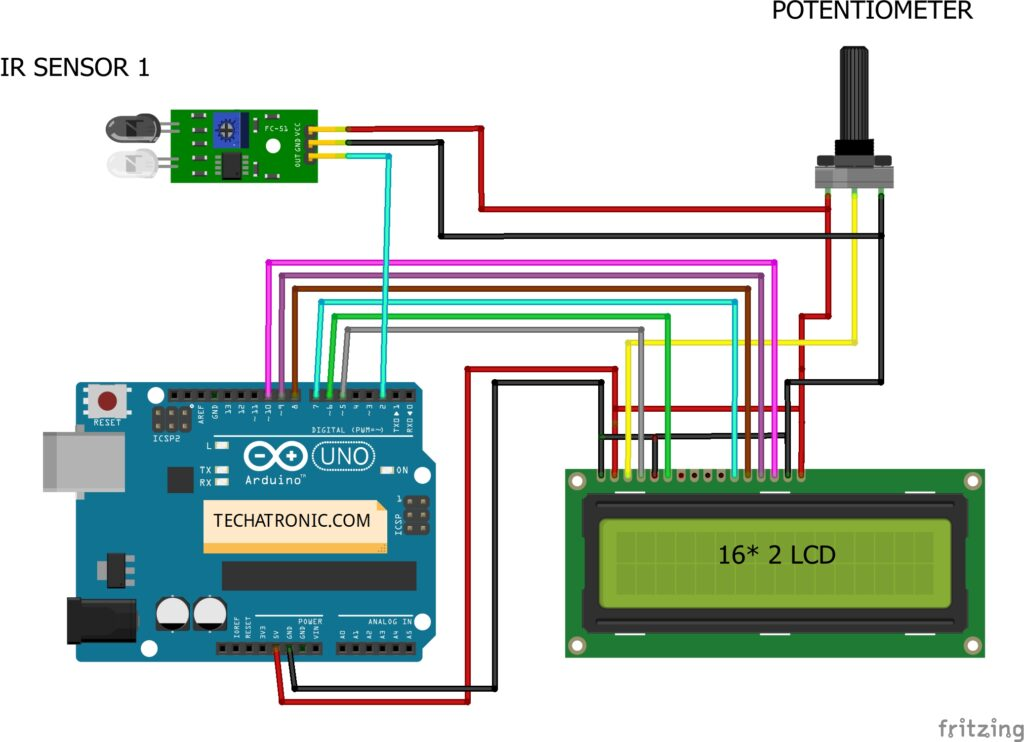 POTENTIOMETER
IR SENSOR 1
FC-51
OUT GND VCC
RESET
ICSP2
AREF
GND
13
12
~11
~10
~9
8
7
~6
~5
4
~3
2
TXD ▶ 1
RXD ◀ 0
DIGITAL (PWM=~)
L
TX
RX
UNO
Arduino™
ON
1
ICSP
TECHATRONIC.COM
16* 2 LCD
POWER
ANALOG IN
IOREF
RESET
3V3
5V
GND
GND
VIN
A0
A1
A2
A3
A4
A5
fritzing